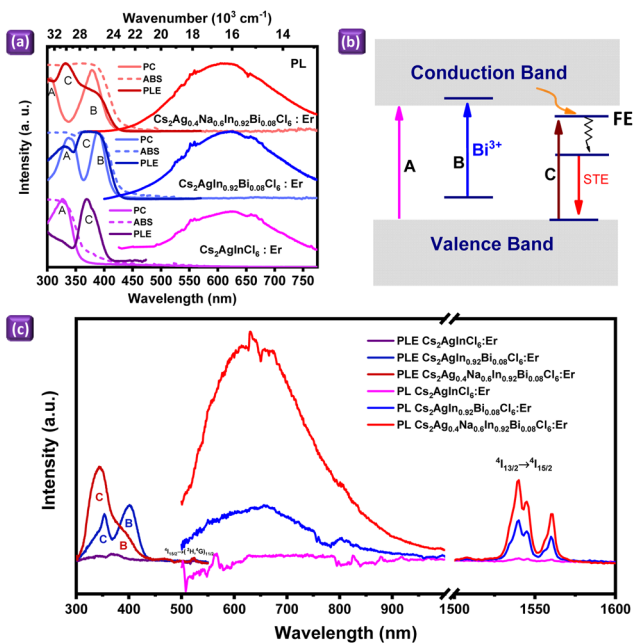 (a)
Wavenumber (10³ cm⁻¹)
32 28 26 24 22 20 18 16 14
PL
A
C
B
PC
ABS
PLE
Cs₂Ag₀.₄Na₀.₆In₀.₉₂Bi₀.₀₈Cl₆ : Er
A
C
B
PC
ABS
PLE
Cs₂AgIn₀.₉₂Bi₀.₀₈Cl₆ : Er
A
C
PC
ABS
PLE
Cs₂AgInCl₆ : Er
Intensity (a. u.)
300 350 400 450 500 550 600 650 700 750
Wavelength (nm)
(b)
Conduction Band
FE
A
B
Bi³⁺
C
STE
Valence Band
(c)
PLE Cs₂AgInCl₆:Er
PLE Cs₂AgIn₀.₉₂Bi₀.₀₈Cl₆:Er
PLE Cs₂Ag₀.₄Na₀.₆In₀.₉₂Bi₀.₀₈Cl₆:Er
PL Cs₂AgInCl₆:Er
PL Cs₂AgIn₀.₉₂Bi₀.₀₈Cl₆:Er
PL Cs₂Ag₀.₄Na₀.₆In₀.₉₂Bi₀.₀₈Cl₆:Er
⁴I₁₃/₂→⁴I₁₅/₂
C
B
C
B
Intensity (a.u.)
300 400 500 600 700 800 900 1500 1550 1600
Wavelength (nm)